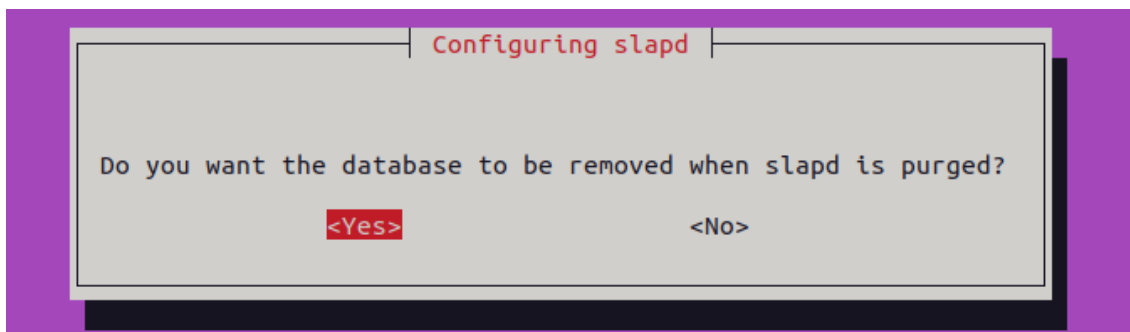 Configuring slapd
Do you want the database to be removed when slapd is purged?
<Yes> <No>